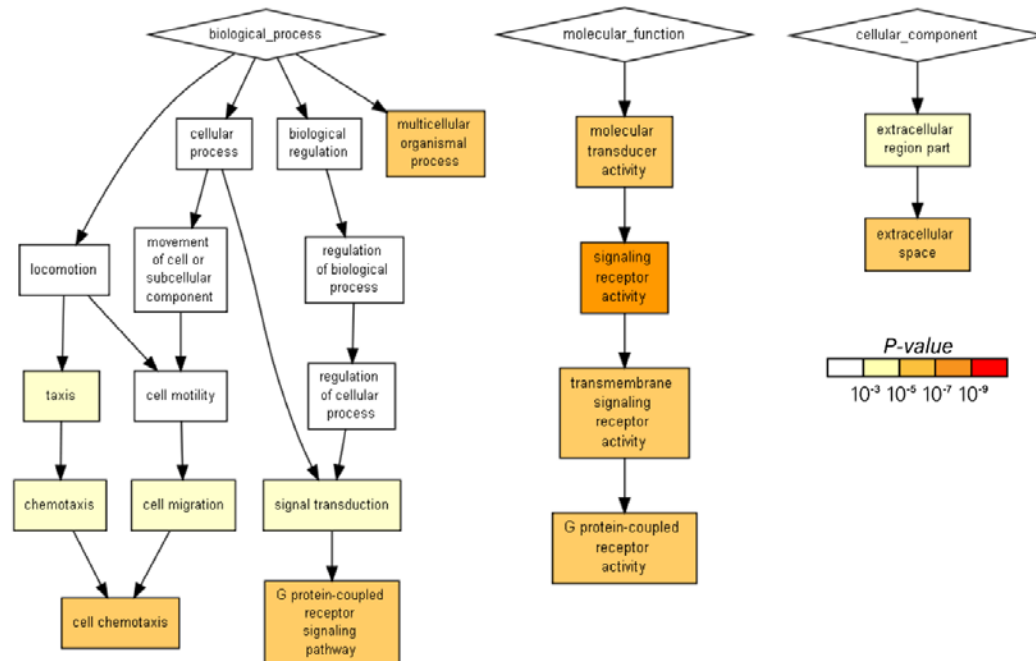 biological_process
molecular_function
cellular_component
cellular
process
biological
regulation
multicellular
organismal
process
molecular
transducer
activity
extracellular
region part
locomotion
movement
of cell or
subcellular
component
regulation
of biological
process
signaling
receptor
activity
extracellular
space
taxis
cell motility
regulation
of cellular
process
transmembrane
signaling
receptor
activity
P-value
10⁻³ 10⁻⁵ 10⁻⁷ 10⁻⁹
chemotaxis
cell migration
signal transduction
G protein-coupled
receptor
activity
cell chemotaxis
G protein-coupled
receptor
signaling
pathway